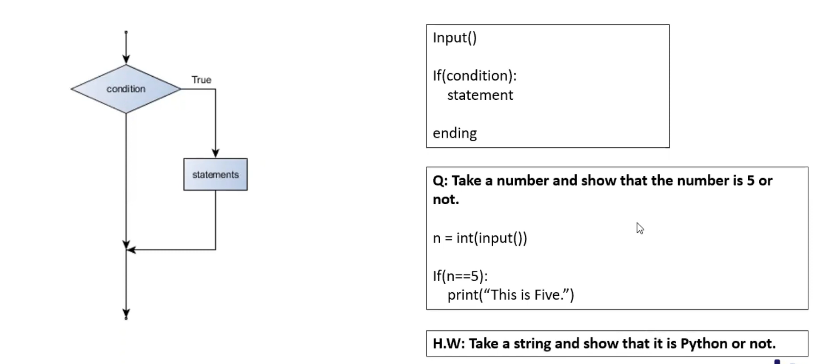 condition
True
statements
Input()
If(condition):
statement
ending
Q: Take a number and show that the number is 5 or
not.
n = int(input())
If(n==5):
print(“This is Five.”)
H.W: Take a string and show that it is Python or not.